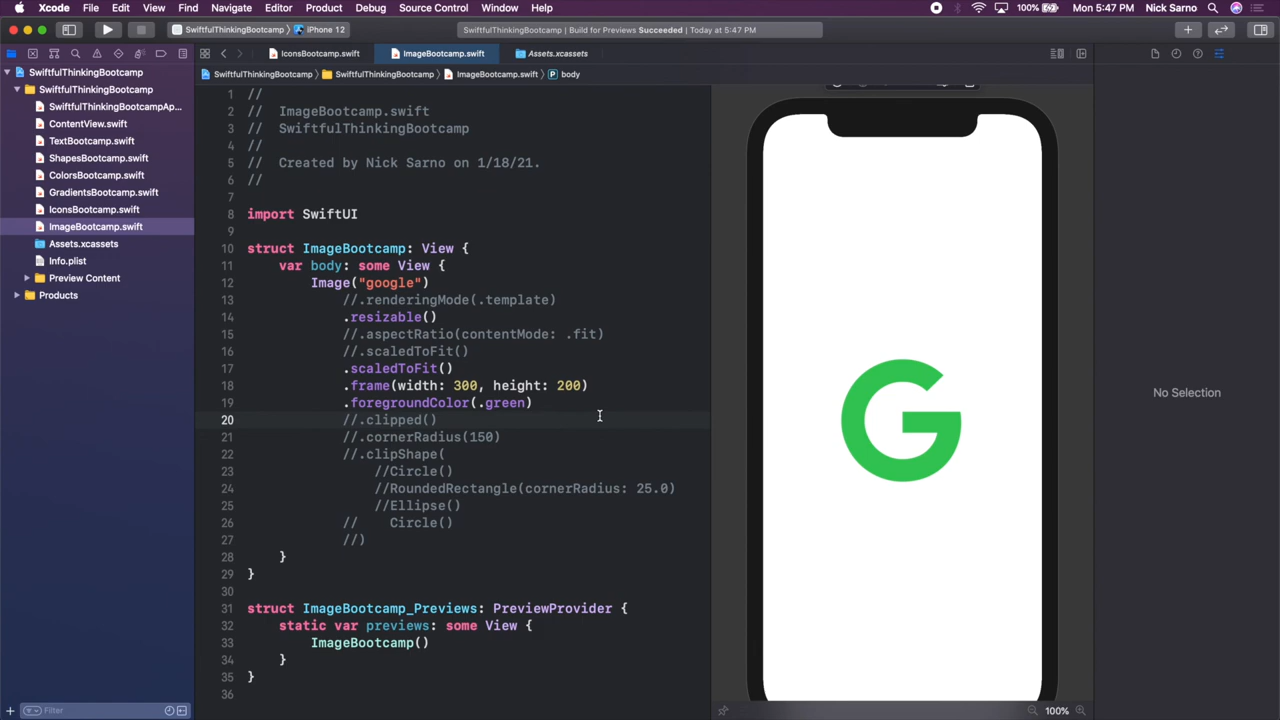 Xcode File Edit View Find Navigate Editor Product Debug Source Control Window Help 100% Mon 5:47 PM Nick Sarno
SwiftfulThinkingBootcamp iPhone 12 SwiftfulThinkingBootcamp | Build for Previews Succeeded | Today at 5:47 PM
IconsBootcamp.swift ImageBootcamp.swift Assets.xcassets
SwiftfulThinkingBootcamp SwiftfulThinkingBootcamp ImageBootcamp.swift P body
SwiftfulThinkingBootcamp
SwiftfulThinkingBootcamp
SwiftfulThinkingBootcampAp...
ContentView.swift
TextBootcamp.swift
ShapesBootcamp.swift
ColorsBootcamp.swift
GradientsBootcamp.swift
IconsBootcamp.swift
ImageBootcamp.swift
Assets.xcassets
Info.plist
Preview Content
Products
1 //
2 // ImageBootcamp.swift
3 // SwiftfulThinkingBootcamp
4 //
5 // Created by Nick Sarno on 1/18/21.
6 //
7
8 import SwiftUI
9
10 struct ImageBootcamp: View {
11 var body: some View {
12 Image("google")
13 //.renderingMode(.template)
14 .resizable()
15 //.aspectRatio(contentMode: .fit)
16 //.scaledToFit()
17 .scaledToFit()
18 .frame(width: 300, height: 200)
19 .foregroundColor(.green)
20 //.clipped()
21 //.cornerRadius(150)
22 //.clipShape(
23 //Circle()
24 //RoundedRectangle(cornerRadius: 25.0)
25 //Ellipse()
26 // Circle()
27 //)
28 }
29 }
30
31 struct ImageBootcamp_Previews: PreviewProvider {
32 static var previews: some View {
33 ImageBootcamp()
34 }
35 }
36
G
No Selection
Filter
100%